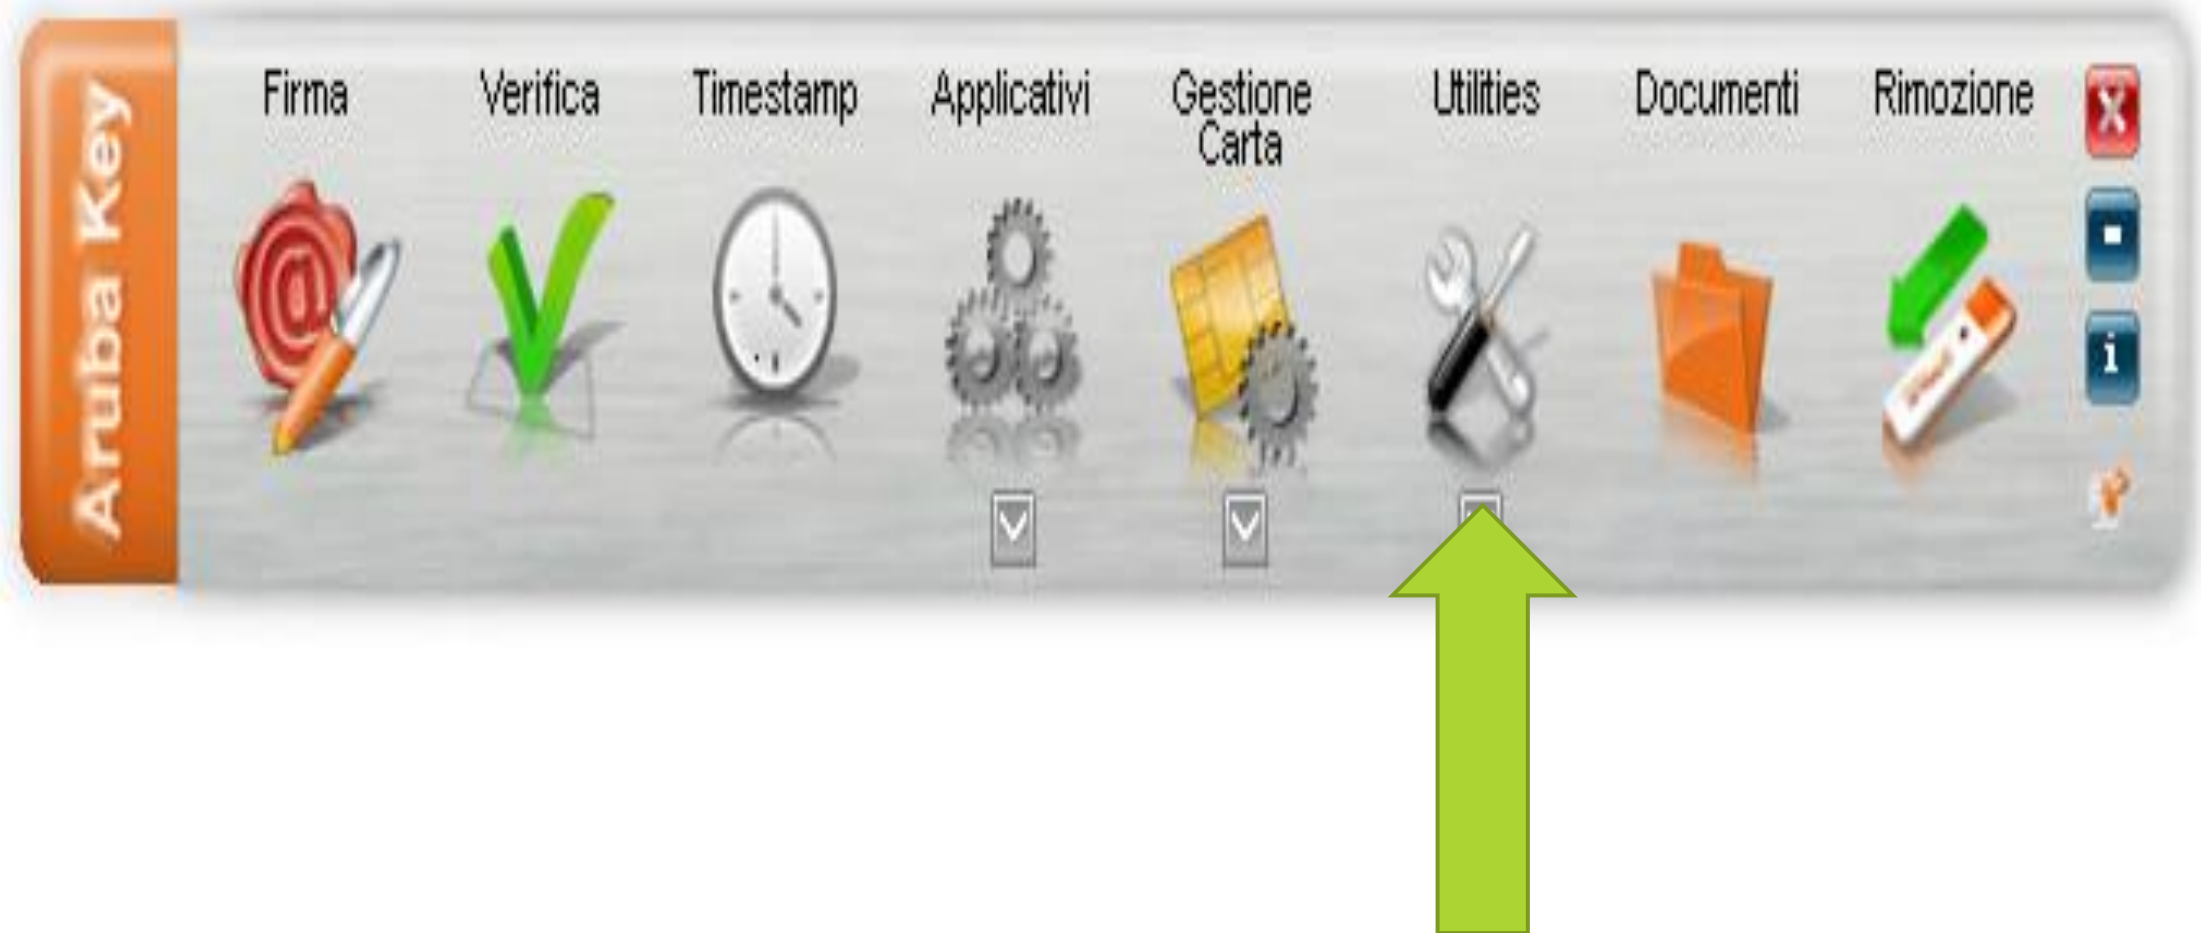 Aruba Key
Firma
Verifica
Timestamp
Applicativi
Gestione
Carta
Utilities
Documenti
Rimozione
X
i